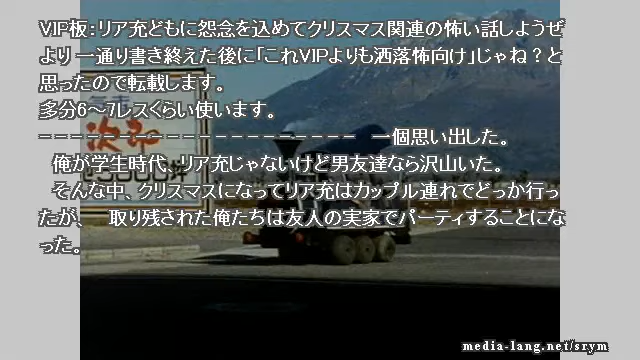 VIP板：リア充どもに怨念を込めてクリスマス関連の怖い話しようぜ
より 一通り書き終えた後に「これVIPよりも洒落怖向け」じゃね？と
思ったので転載します。
多分6～7レスくらい使います。
－－－－－－－－－－－－－－－－－－－－ 一個思い出した。
俺が学生時代、リア充じゃないけど男友達なら沢山いた。
そんな中、クリスマスになってリア充はカップル連れでどっか行っ
たが、 取り残された俺たちは友人の実家でパーティすることにな
った。
次郎
media-lang.net/srym